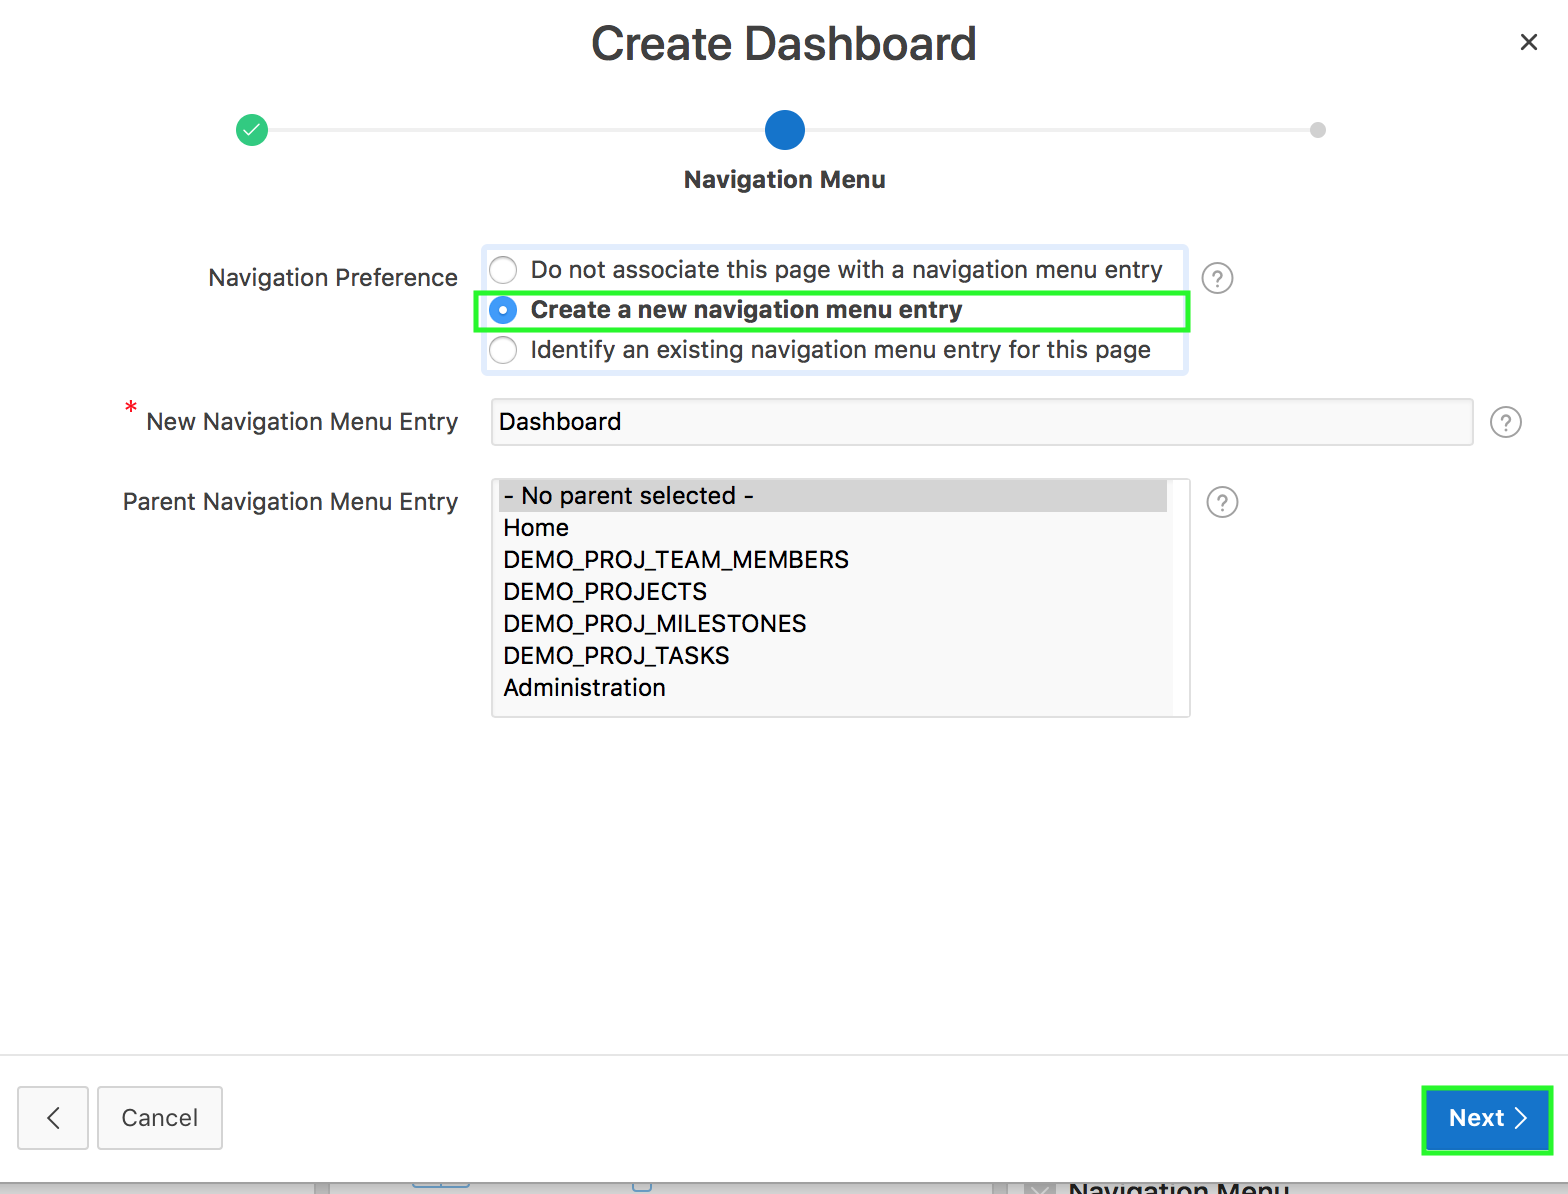 Create Dashboard
Navigation Menu
Navigation Preference
Do not associate this page with a navigation menu entry
Create a new navigation menu entry
Identify an existing navigation menu entry for this page
* New Navigation Menu Entry
Dashboard
Parent Navigation Menu Entry
- No parent selected -
Home
DEMO_PROJ_TEAM_MEMBERS
DEMO_PROJECTS
DEMO_PROJ_MILESTONES
DEMO_PROJ_TASKS
Administration
Cancel
Next
Navigation Menu